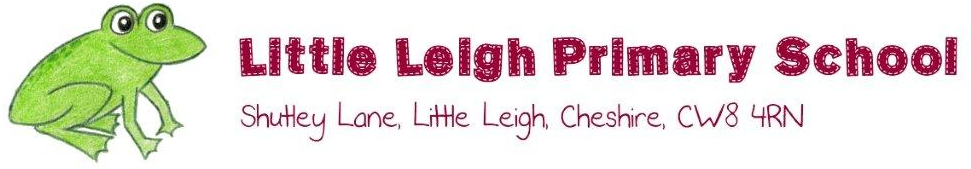 Little Leigh Primary School
Shutley Lane, Little Leigh, Cheshire, CW8 4RN